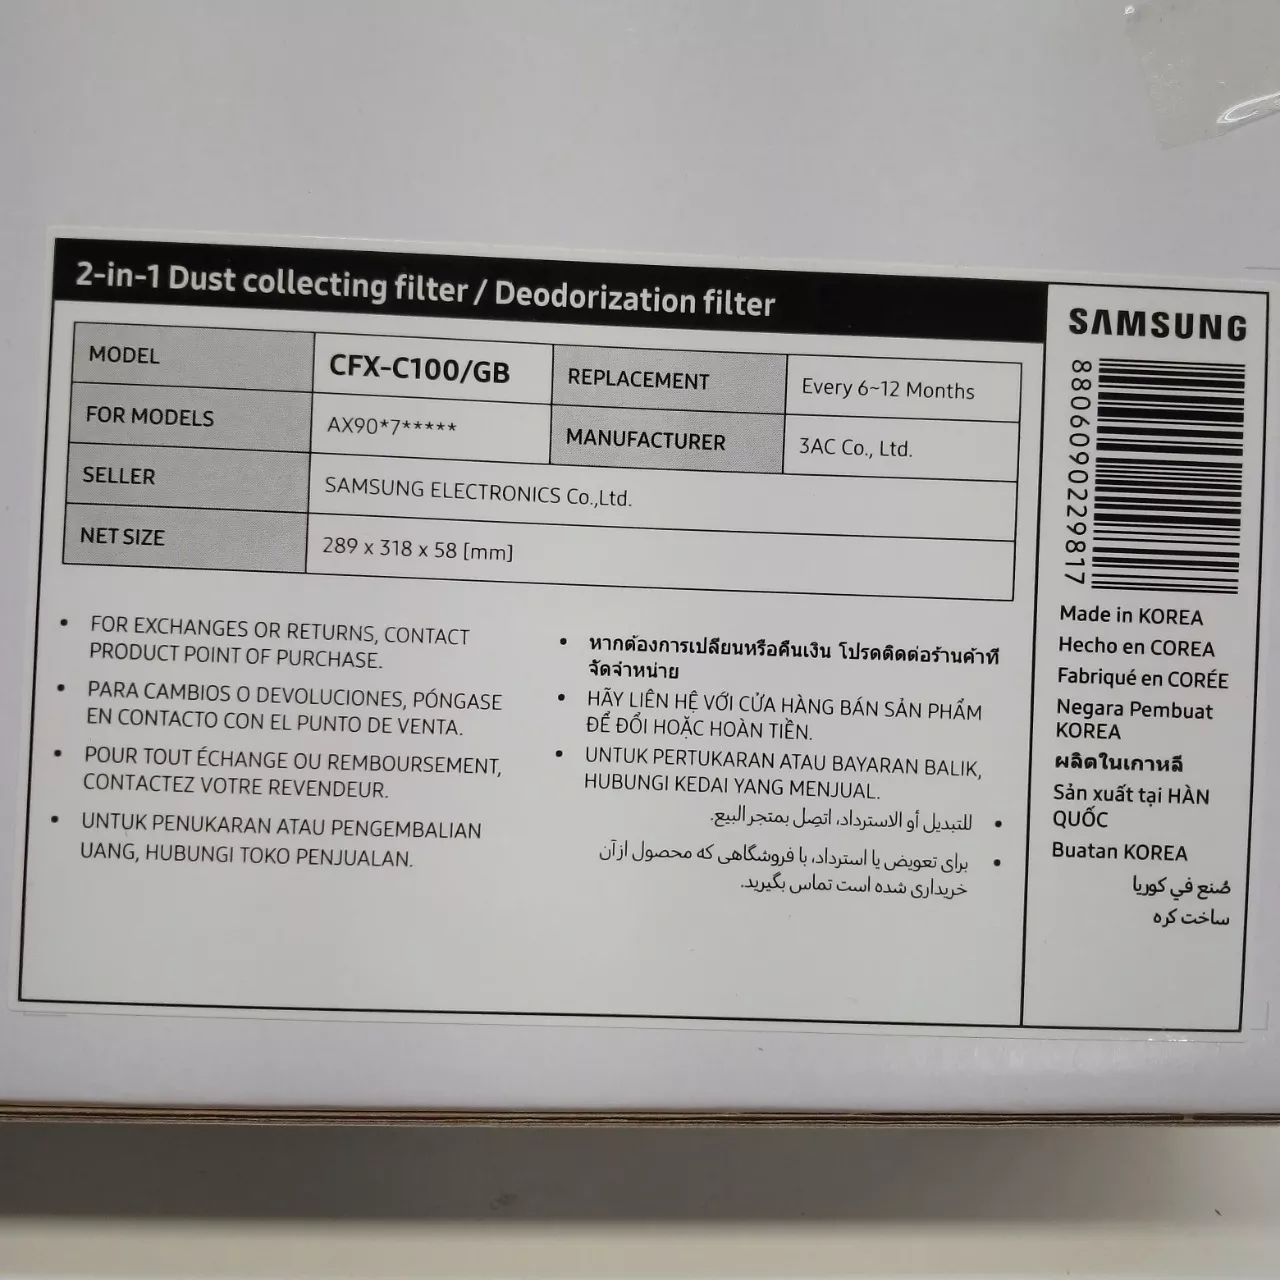 2-in-1 Dust collecting filter / Deodorization filter
MODEL
CFX-C100/GB
REPLACEMENT
Every 6~12 Months
FOR MODELS
AX90*7*****
MANUFACTURER
3AC Co., Ltd.
SELLER
SAMSUNG ELECTRONICS Co.,Ltd.
NET SIZE
289 x 318 x 58 [mm]
• FOR EXCHANGES OR RETURNS, CONTACT
PRODUCT POINT OF PURCHASE.
• PARA CAMBIOS O DEVOLUCIONES, PÓNGASE
EN CONTACTO CON EL PUNTO DE VENTA.
• POUR TOUT ÉCHANGE OU REMBOURSEMENT,
CONTACTEZ VOTRE REVENDEUR.
• UNTUK PENUKARAN ATAU PENGEMBALIAN
UANG, HUBUNGI TOKO PENJUALAN.
• หากต้องการเปลี่ยนหรือคืนเงิน โปรดติดต่อร้านค้าที่
จัดจำหน่าย
• HÃY LIÊN HỆ VỚI CỬA HÀNG BÁN SẢN PHẨM
ĐỂ ĐỔI HOẶC HOÀN TIỀN.
• UNTUK PERTUKARAN ATAU BAYARAN BALIK,
HUBUNGI KEDAI YANG MENJUAL.
• للتبديل أو الاسترداد، اتصِل بمتجر البيع.
• برای تعویض یا استرداد، با فروشگاهی که محصول از آن
خریداری شده است تماس بگیرید.
SAMSUNG
8806090229817
Made in KOREA
Hecho en COREA
Fabriqué en CORÉE
Negara Pembuat
KOREA
ผลิตในเกาหลี
Sản xuất tại HÀN
QUỐC
Buatan KOREA
صُنع في كوريا
ساخت کره